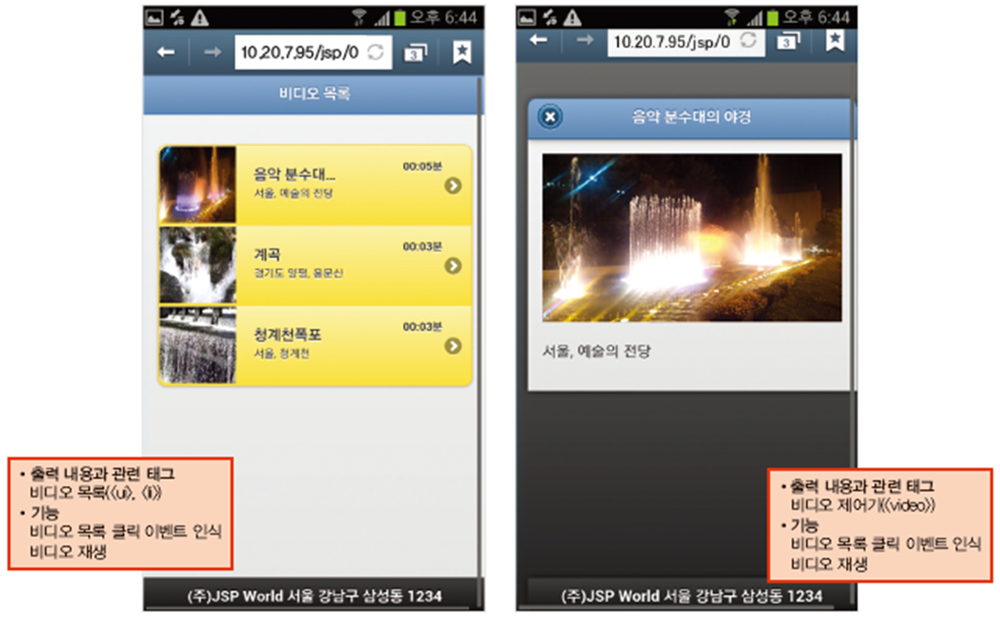 오후 6:44
10.20.7.95/jsp/0
3
비디오 목록
음악 분수대...
00:05분
서울, 예술의 전당
계곡
00:03분
경기도 양평, 용문산
청계천폭포
00:03분
서울, 청계천
(주)JSP World 서울 강남구 삼성동 1234
• 출력 내용과 관련 태그
비디오 목록(<ul>, <li>)
• 기능
비디오 목록 클릭 이벤트 인식
비디오 재생
오후 6:44
10.20.7.95/jsp/0
3
음악 분수대의 야경
서울, 예술의 전당
(주)JSP World 서울 강남구 삼성동 1234
• 출력 내용과 관련 태그
비디오 제어기(<video>)
• 기능
비디오 목록 클릭 이벤트 인식
비디오 재생